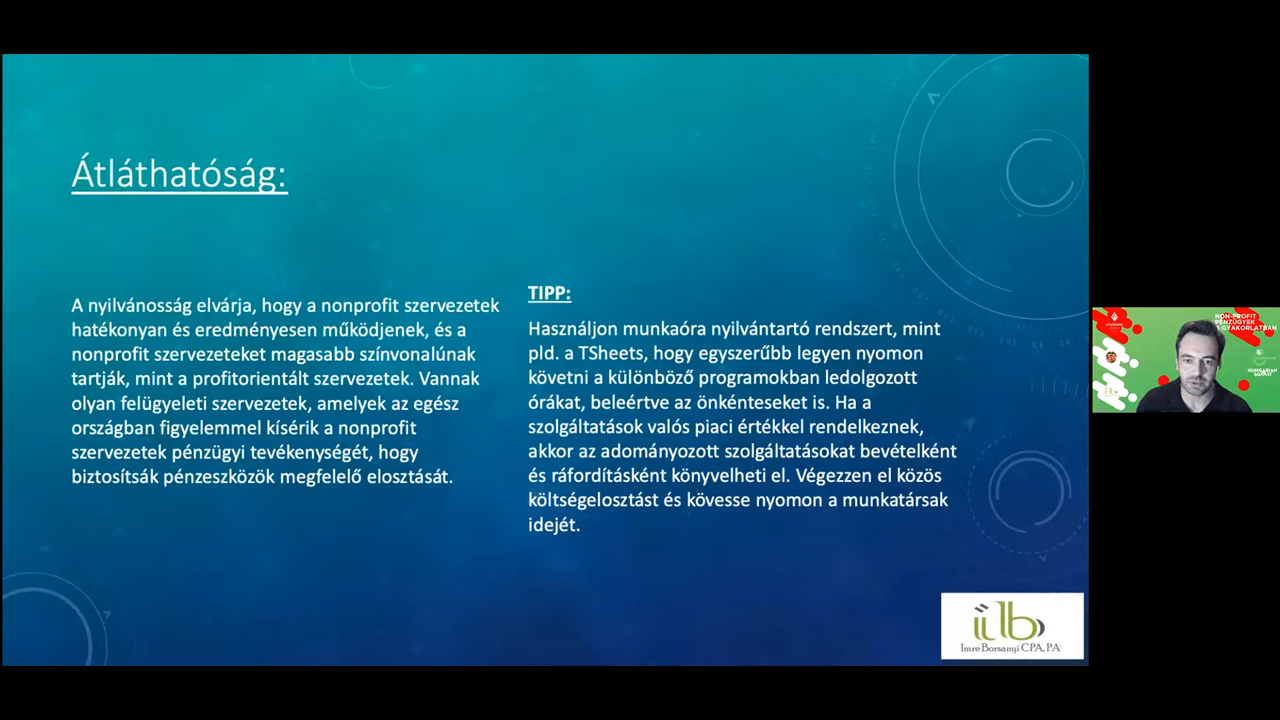 Átláthatóság:
A nyilvánosság elvárja, hogy a nonprofit szervezetek
hatékonyan és eredményesen működjenek, és a
nonprofit szervezeteket magasabb színvonalúnak
tartják, mint a profitorientált szervezetek. Vannak
olyan felügyeleti szervezetek, amelyek az egész
országban figyelemmel kísérik a nonprofit
szervezetek pénzügyi tevékenységét, hogy
biztosítsák pénzeszközök megfelelő elosztását.
TIPP:
Használjon munkaóra nyilvántartó rendszert, mint
pld. a TSheets, hogy egyszerűbb legyen nyomon
követni a különböző programokban ledolgozott
órákat, beleértve az önkénteseket is. Ha a
szolgáltatások valós piaci értékkel rendelkeznek,
akkor az adományozott szolgáltatásokat bevételként
és ráfordításként könyvelheti el. Végezzen el közös
költségelosztást és kövesse nyomon a munkatársak
idejét.
ilb
Imre Borsanyi CPA, PA
NON-PROFIT
PÉNZÜGYEK
A GYAKORLATBAN
HUNGARIAN
SUMMIT